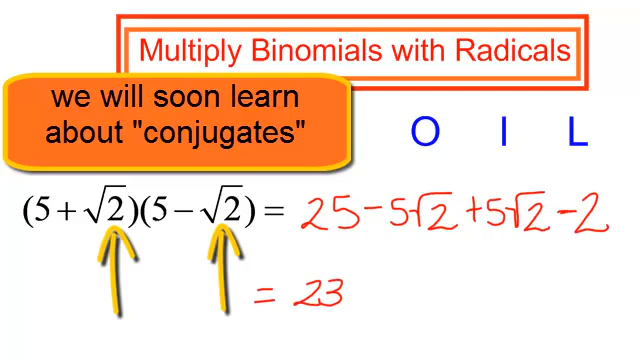 Multiply Binomials with Radicals
we will soon learn
about "conjugates"
O I L
(5 + √2)(5 − √2) = 25 − 5√2 + 5√2 − 2
= 23